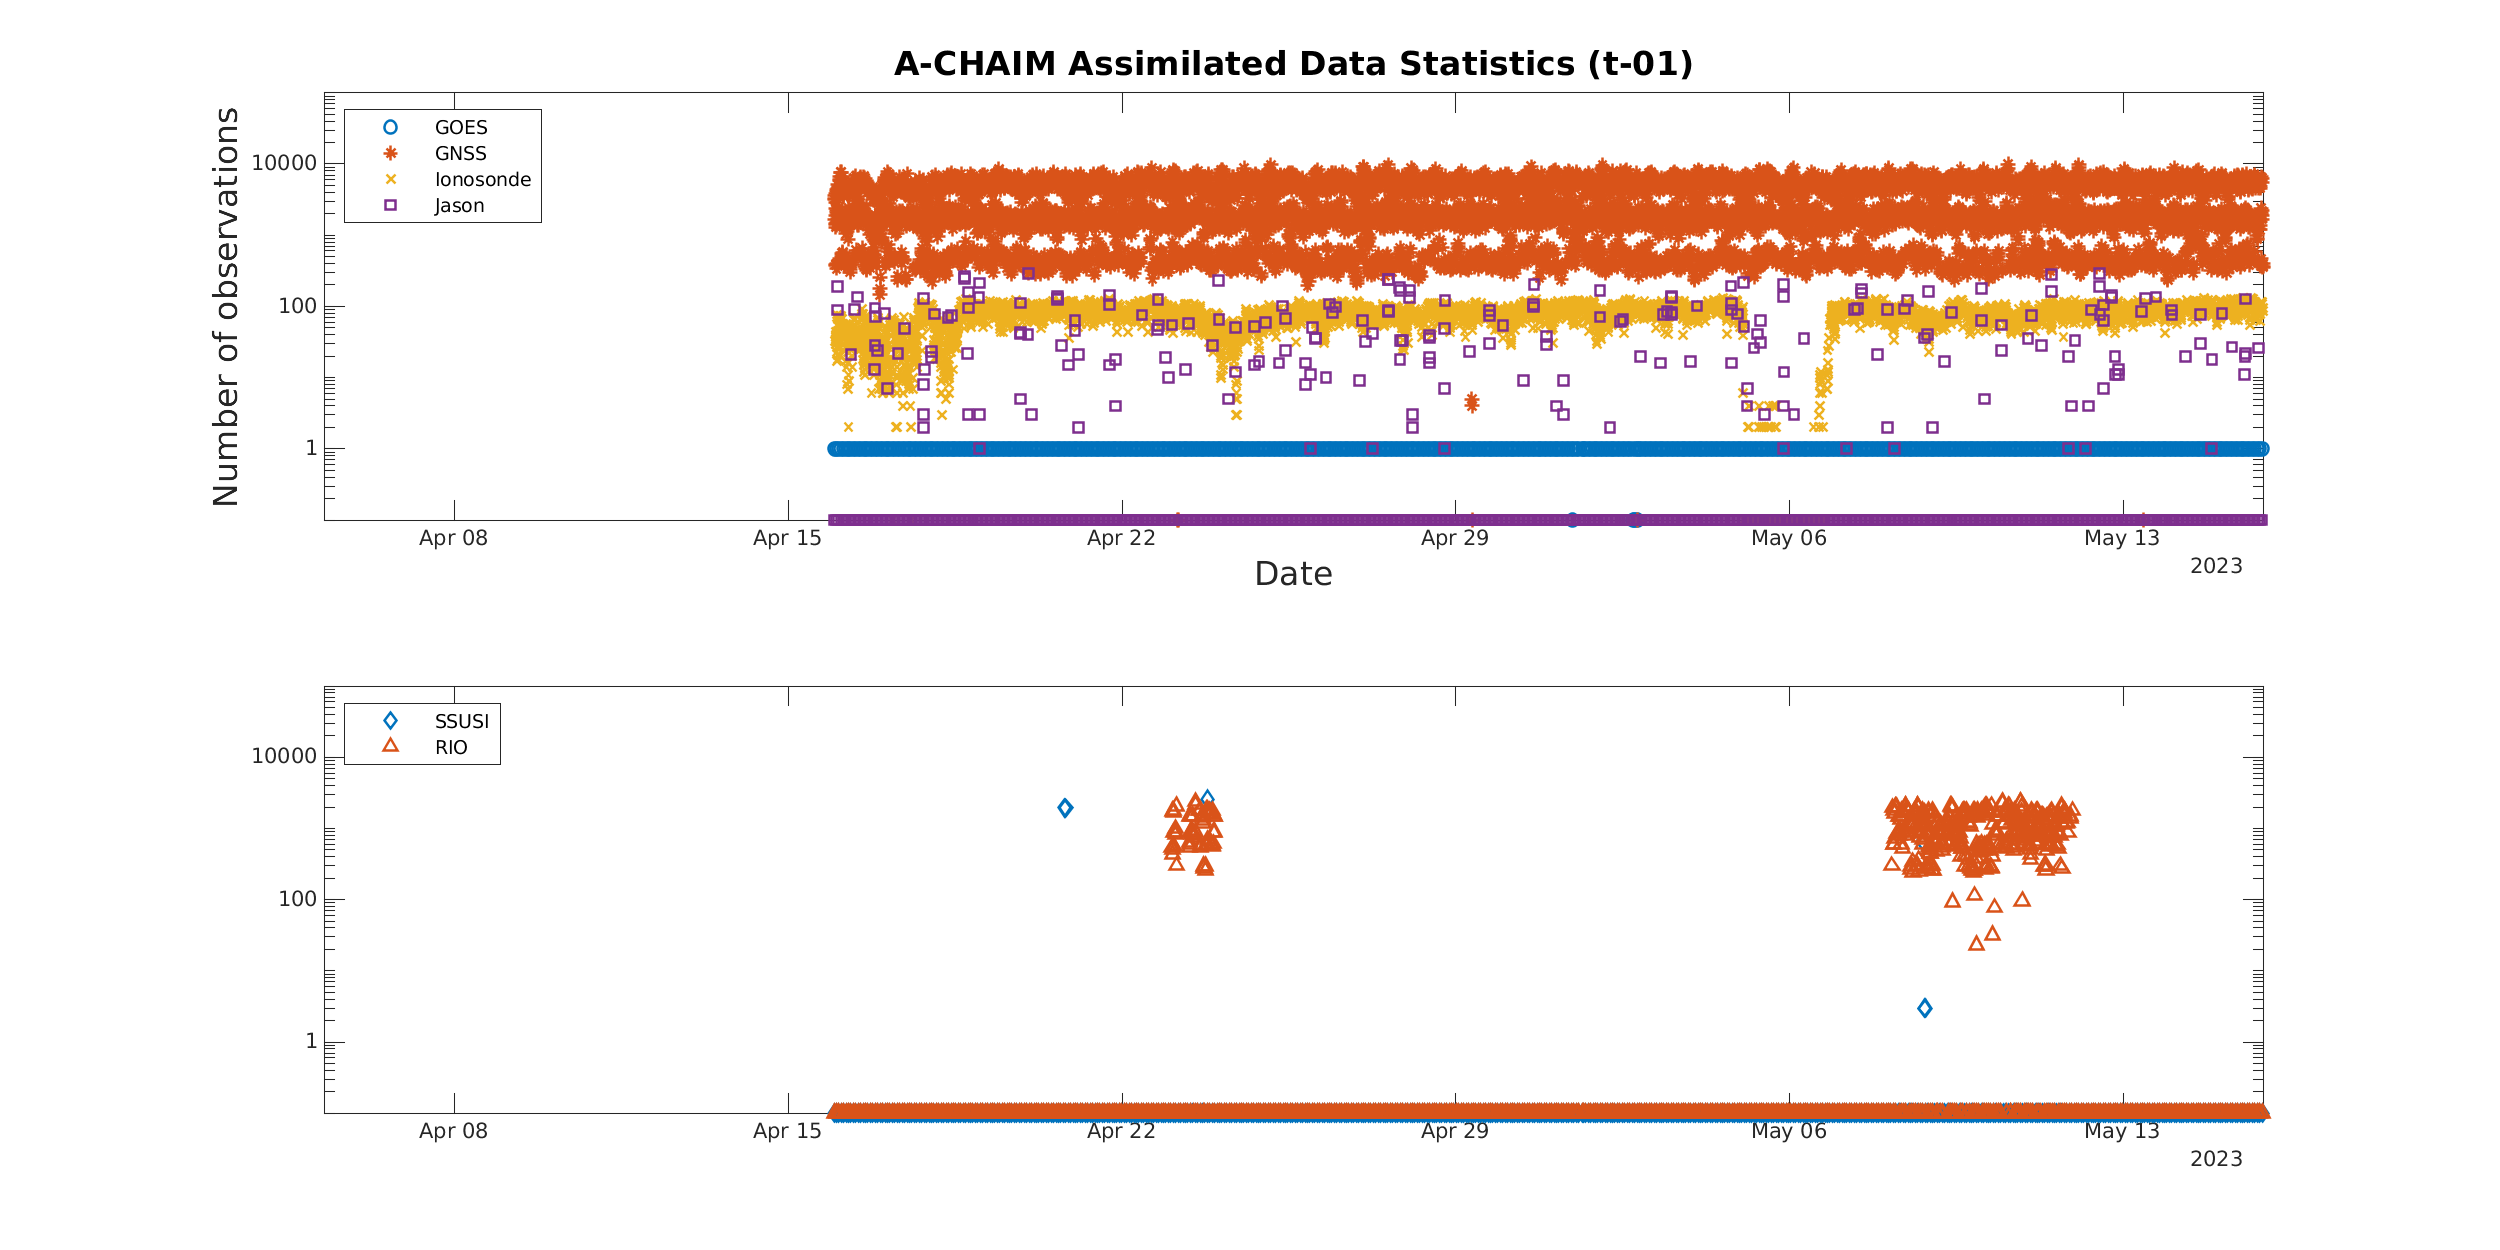 A-CHAIM Assimilated Data Statistics (t-01)
Number of observations
10000
100
1
GOES
GNSS
Ionosonde
Jason
Apr 08
Apr 15
Apr 22
Apr 29
May 06
May 13
2023
Date
10000
100
1
SSUSI
RIO
Apr 08
Apr 15
Apr 22
Apr 29
May 06
May 13
2023